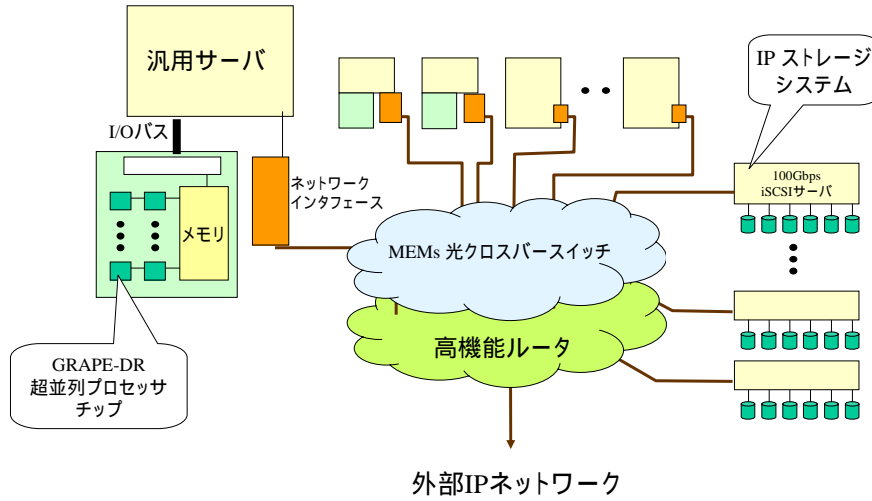 汎用サーバ
I/Oバス
メモリ
ネットワーク
インタフェース
GRAPE-DR
超並列プロセッサ
チップ
MEMs 光クロスバースイッチ
高機能ルータ
外部IPネットワーク
IP ストレージ
システム
100Gbps
iSCSIサーバ